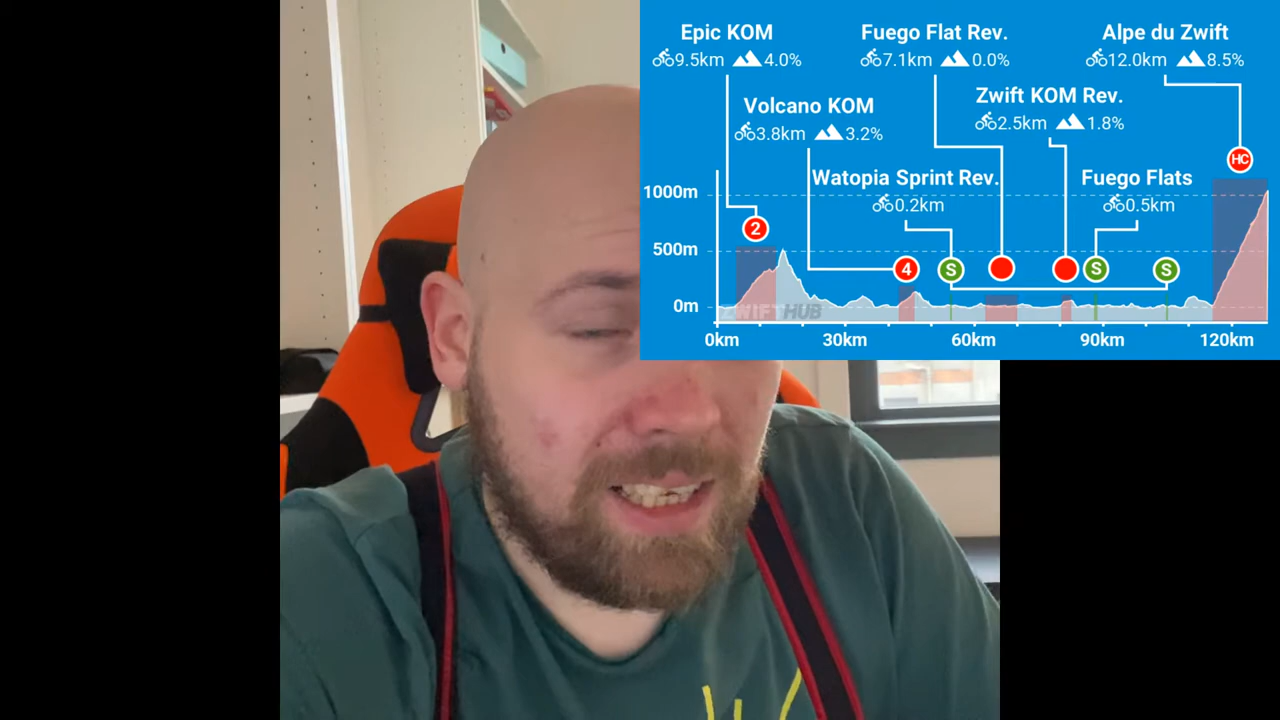 Epic KOM
9.5km 4.0%
Fuego Flat Rev.
7.1km 0.0%
Alpe du Zwift
12.0km 8.5%
Volcano KOM
3.8km 3.2%
Zwift KOM Rev.
2.5km 1.8%
Watopia Sprint Rev.
0.2km
Fuego Flats
0.5km
HC
1000m
500m
0m
2
4
S
S
S
ZWIFTHUB
0km 30km 60km 90km 120km